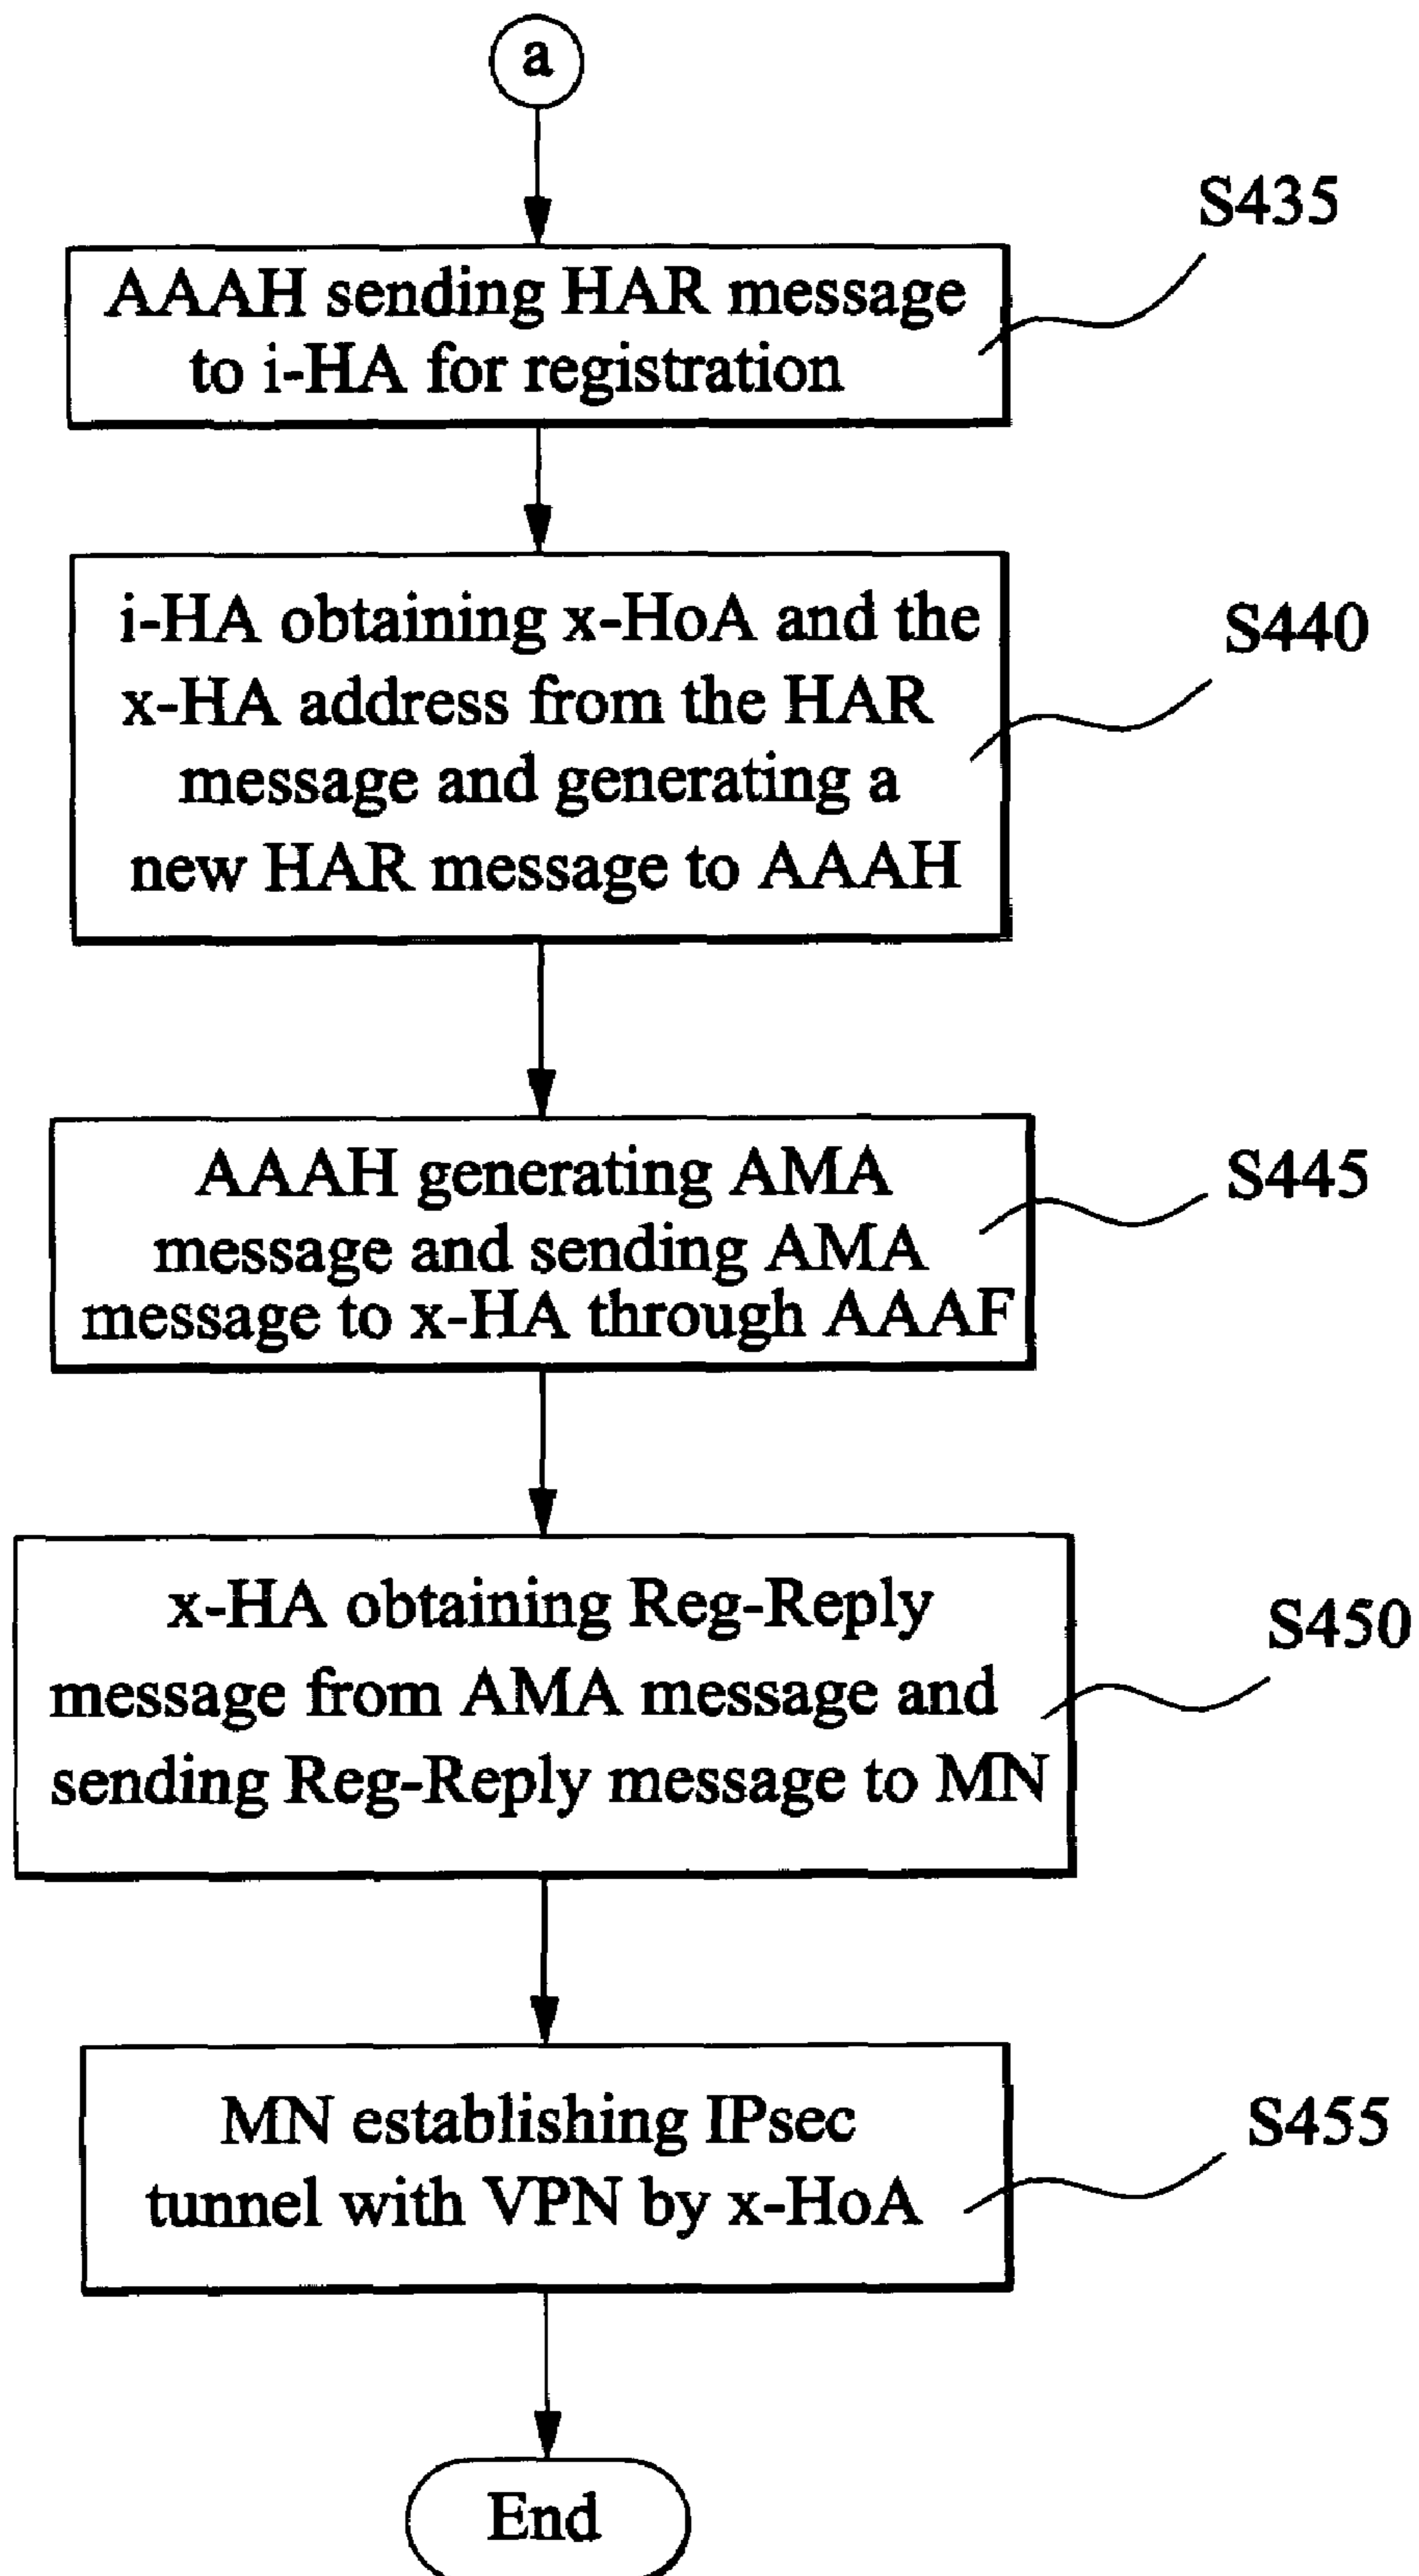 a
S435
AAAH sending HAR message
to i-HA for registration
i-HA obtaining x-HoA and the
x-HA address from the HAR
message and generating a
new HAR message to AAAH
S440
AAAH generating AMA
message and sending AMA
message to x-HA through AAAF
S445
x-HA obtaining Reg-Reply
message from AMA message and
sending Reg-Reply message to MN
S450
MN establishing IPsec
tunnel with VPN by x-HoA
S455
End